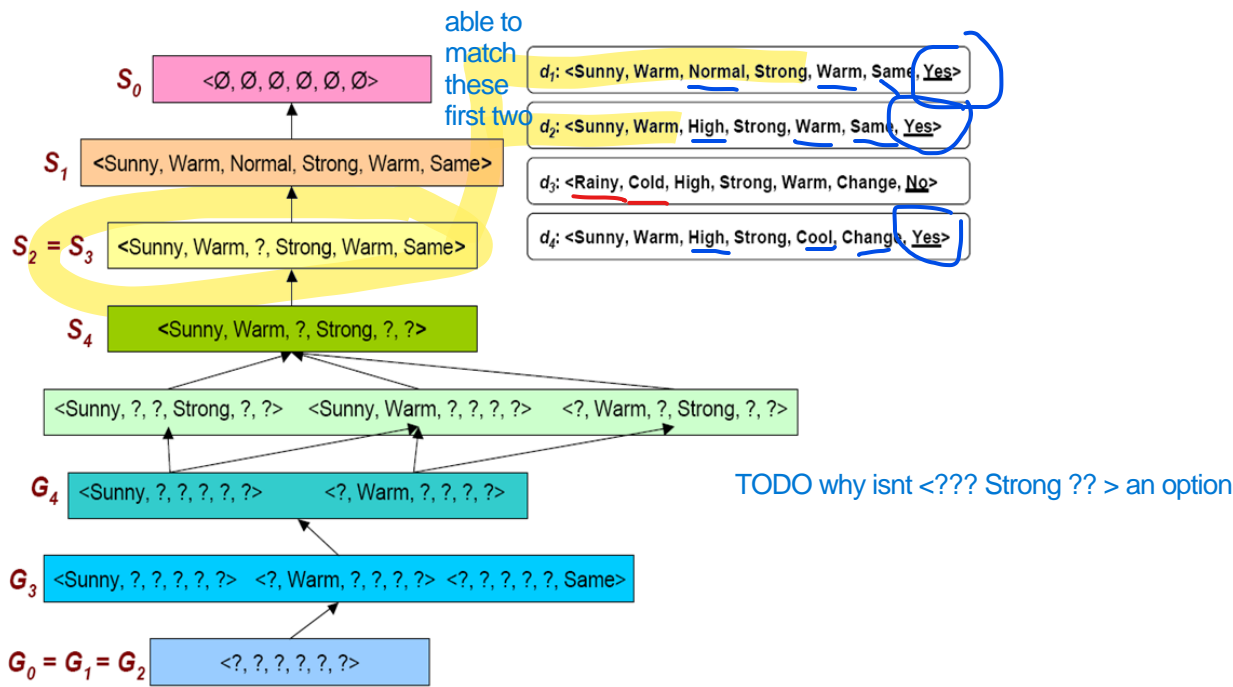 able to
match
these
first two
S0
<Ø, Ø, Ø, Ø, Ø, Ø>
d1: <Sunny, Warm, Normal, Strong, Warm, Same, Yes>
d2: <Sunny, Warm, High, Strong, Warm, Same, Yes>
S1
<Sunny, Warm, Normal, Strong, Warm, Same>
d3: <Rainy, Cold, High, Strong, Warm, Change, No>
S2 = S3
<Sunny, Warm, ?, Strong, Warm, Same>
d4: <Sunny, Warm, High, Strong, Cool, Change, Yes>
S4
<Sunny, Warm, ?, Strong, ?, ?>
<Sunny, ?, ?, Strong, ?, ?> <Sunny, Warm, ?, ?, ?, ?> <?, Warm, ?, Strong, ?, ?>
G4
<Sunny, ?, ?, ?, ?, ?> <?, Warm, ?, ?, ?, ?>
TODO why isnt <??? Strong ?? > an option
G3
<Sunny, ?, ?, ?, ?, ?> <?, Warm, ?, ?, ?, ?> <?, ?, ?, ?, ?, Same>
G0 = G1 = G2
<?, ?, ?, ?, ?, ?>